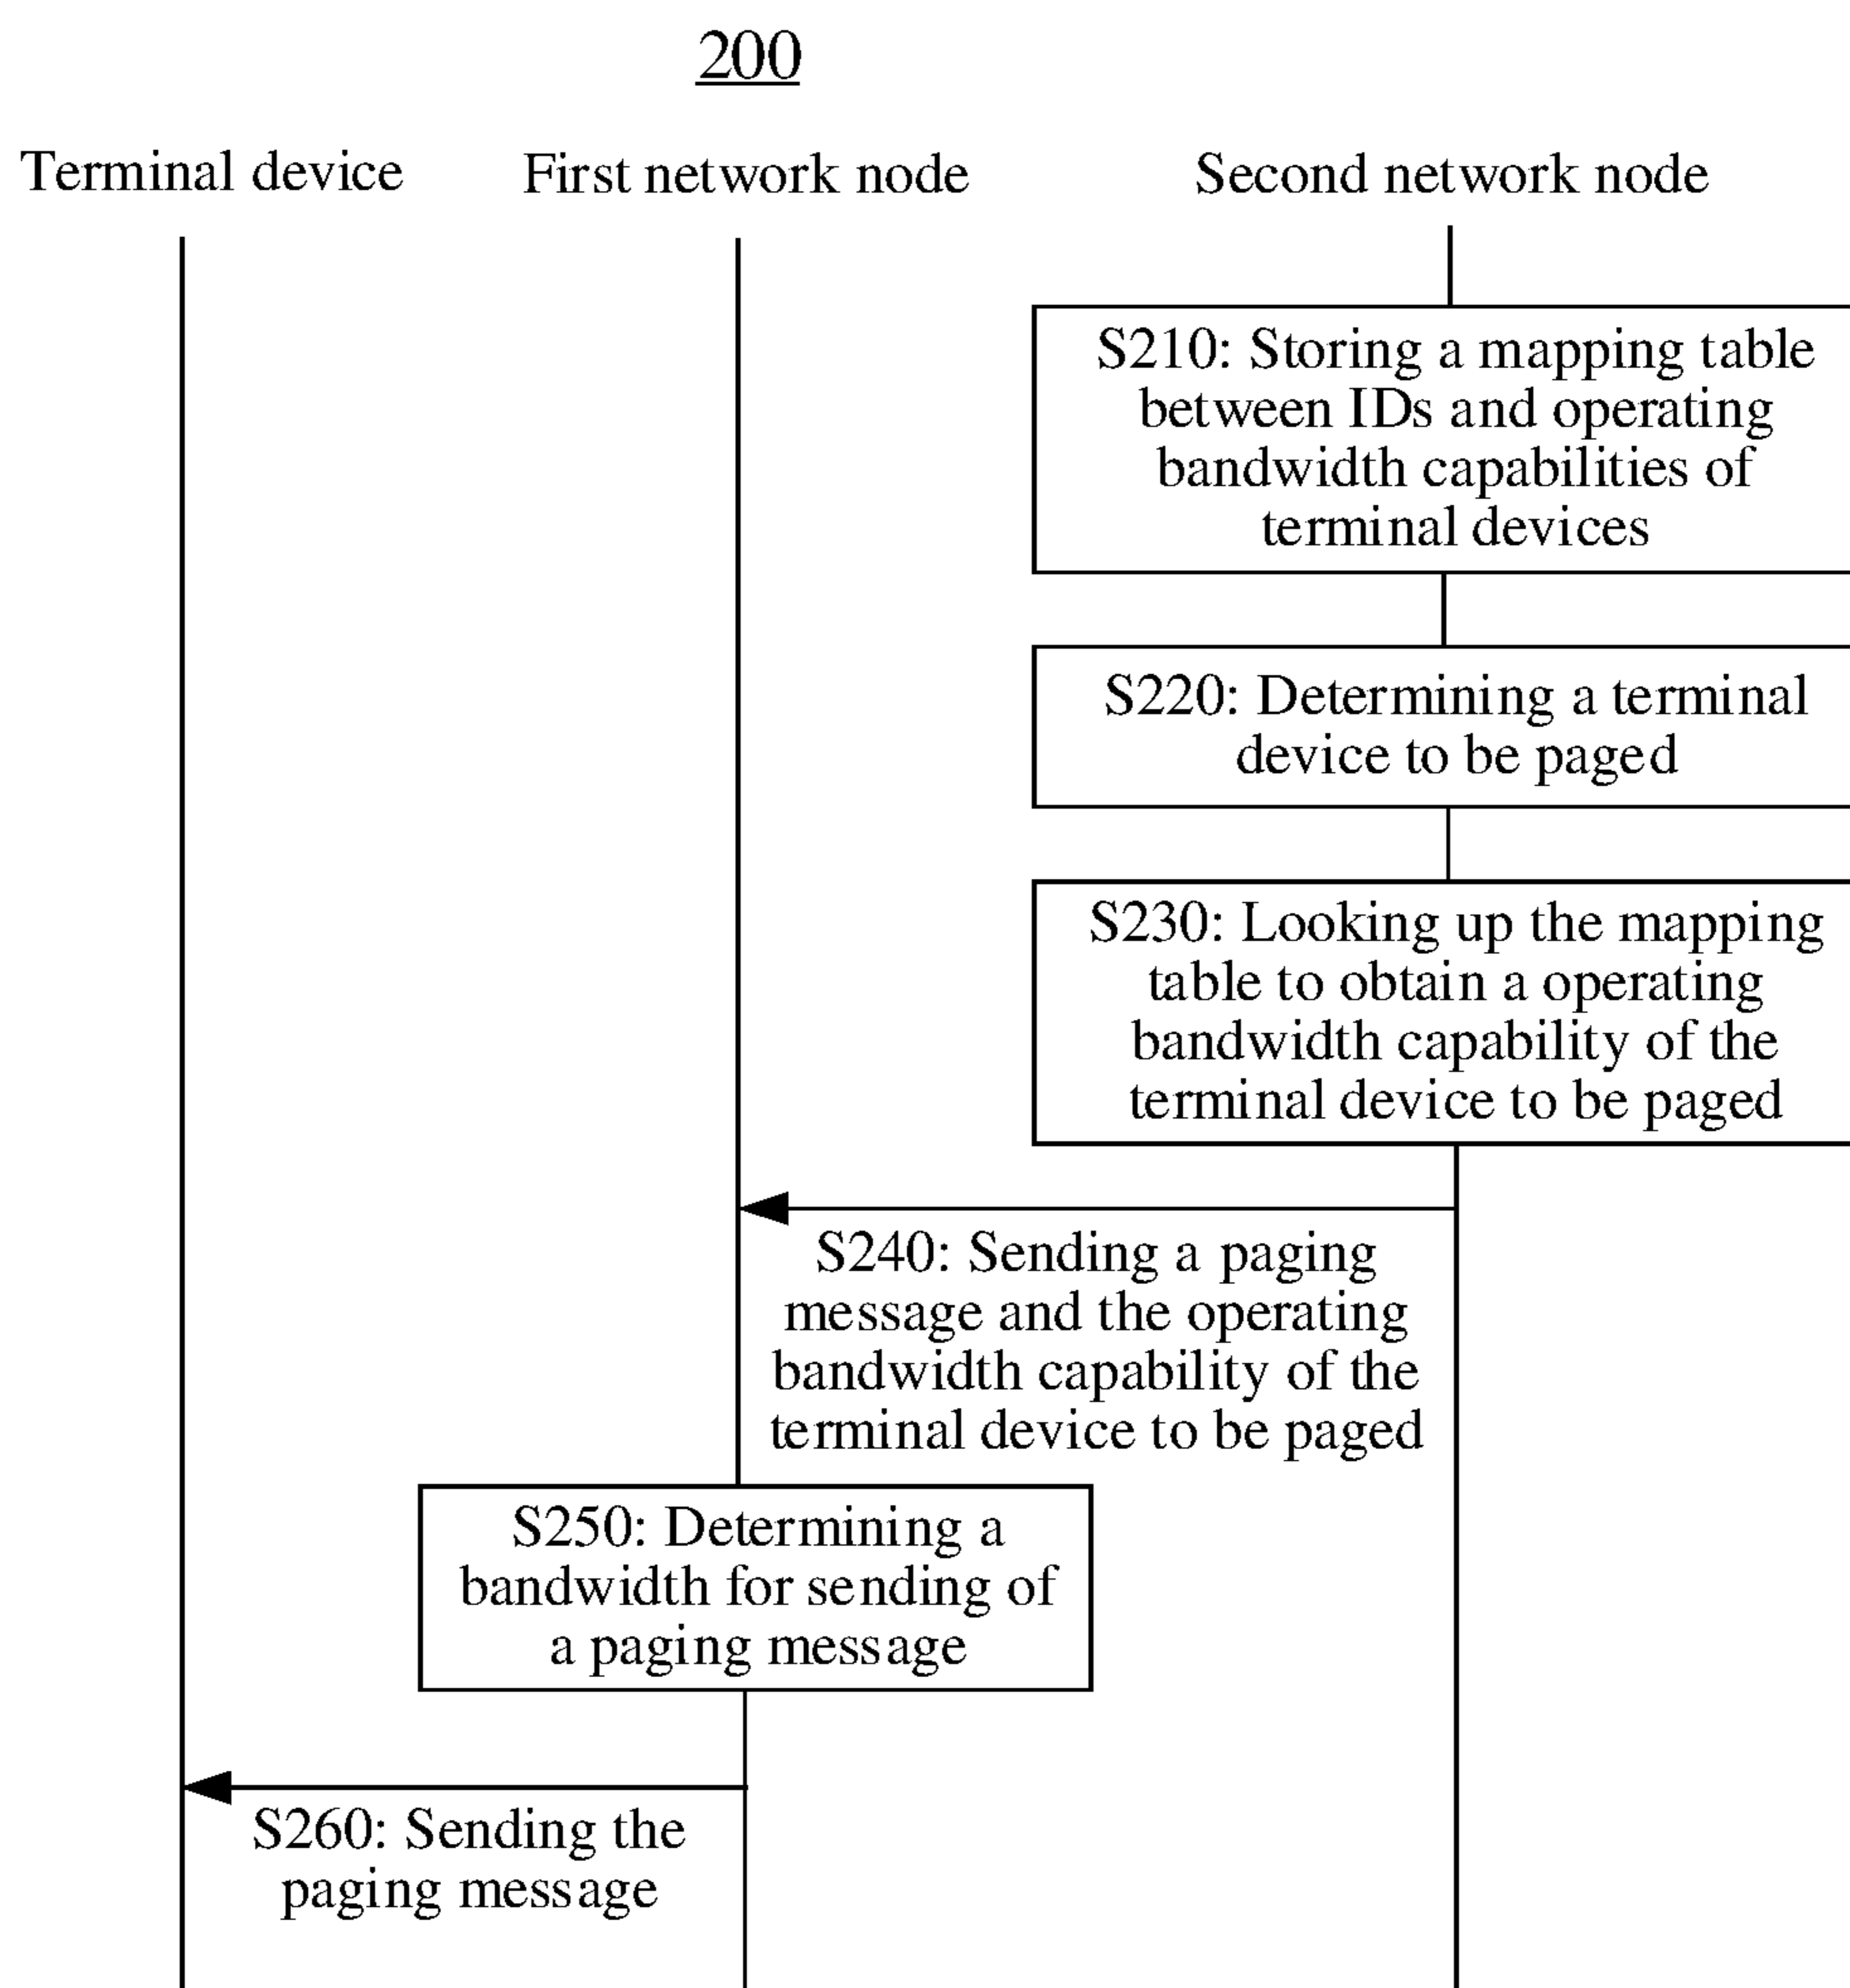 200
Terminal device
First network node
Second network node
S210: Storing a mapping table
between IDs and operating
bandwidth capabilities of
terminal devices
S220: Determining a terminal
device to be paged
S230: Looking up the mapping
table to obtain a operating
bandwidth capability of the
terminal device to be paged
S240: Sending a paging
message and the operating
bandwidth capability of the
terminal device to be paged
S250: Determining a
bandwidth for sending of
a paging message
S260: Sending the
paging message